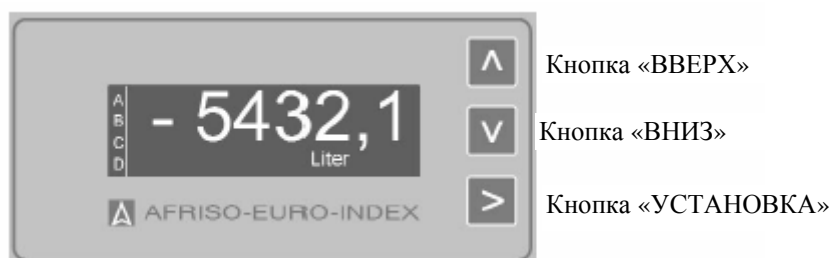 ^
Кнопка «ВВЕРХ»
A
B
C
D
- 5432,1
Liter
v
Кнопка «ВНИЗ»
AFRISO-EURO-INDEX
>
Кнопка «УСТАНОВКА»